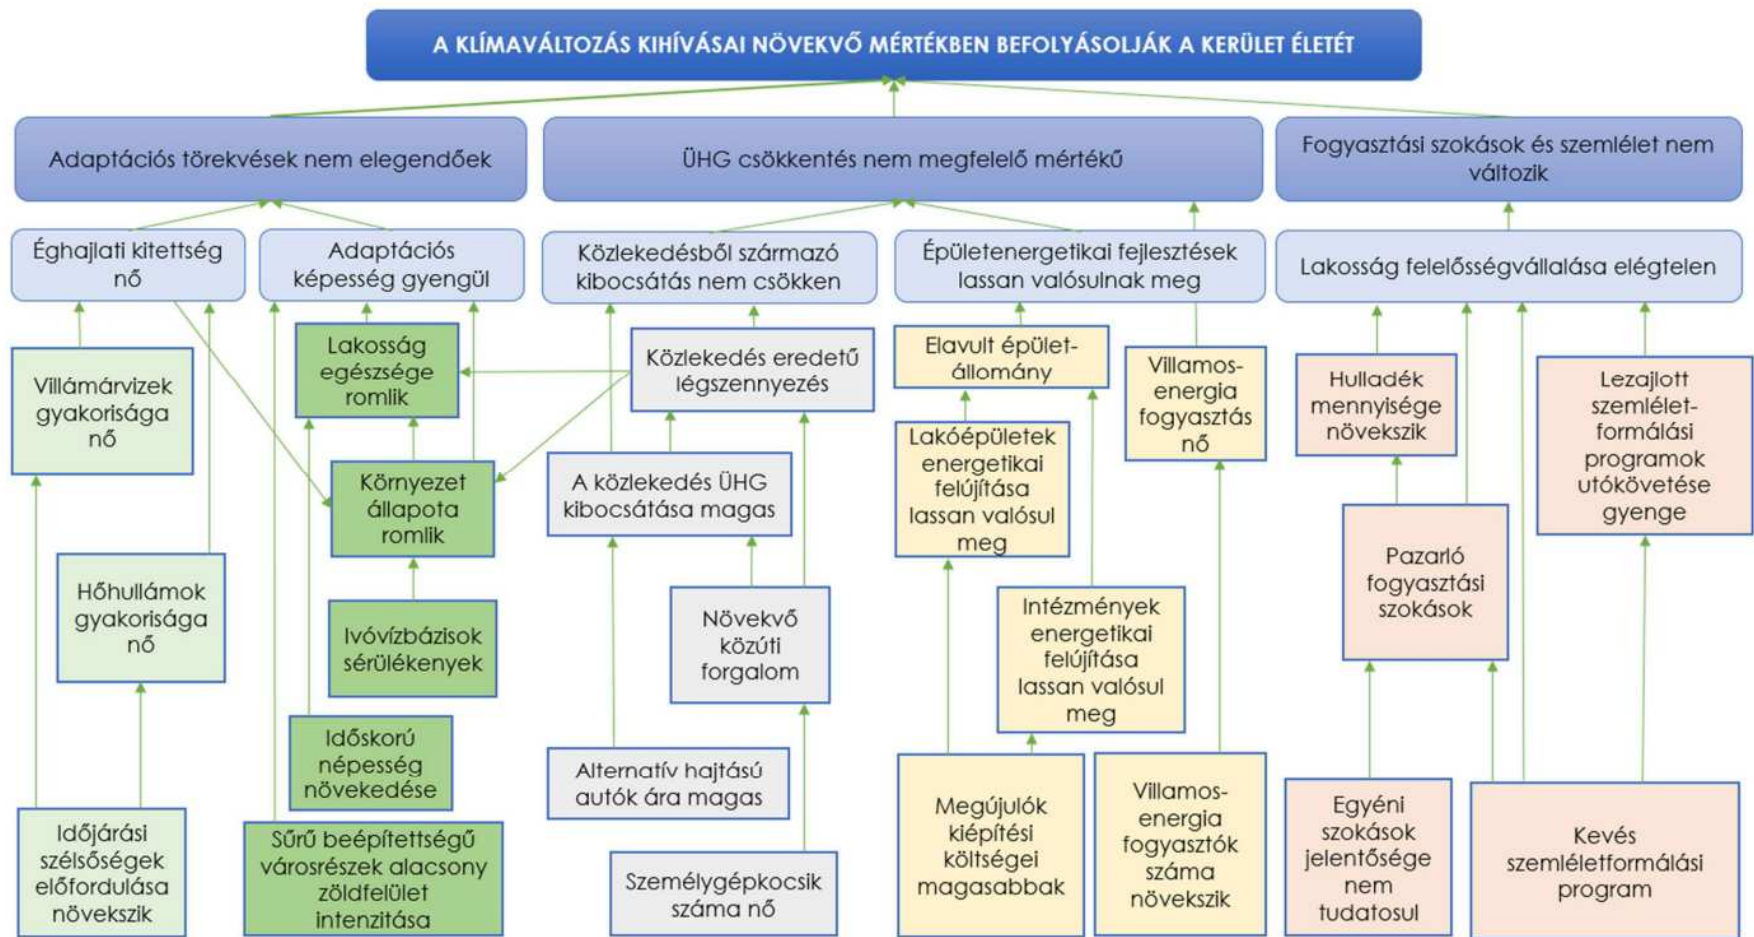 A KLÍMAVÁLTOZÁS KIHÍVÁSAI NÖVEKVŐ MÉRTÉKBEN BEFOLYÁSOLJÁK A KERÜLET ÉLETÉT
Adaptációs törekvések nem elegendőek
ÜHG csökkentés nem megfelelő mértékű
Fogyasztási szokások és szemlélet nem
változik
Éghajlati kitettség
nő
Adaptációs
képesség gyengül
Közlekedésből származó
kibocsátás nem csökken
Épületenergetikai fejlesztések
lassan valósulnak meg
Lakosság felelősségvállalása elégtelen
Villámárvizek
gyakorisága
nő
Lakosság
egészsége
romlik
Közlekedés eredetű
légszennyezés
Elavult épület-
állomány
Villamos-
energia
fogyasztás
nő
Hulladék
mennyisége
növekszik
Lezajlott
szemlélet-
formálási
programok
utókövetése
gyenge
Környezet
állapota
romlik
A közlekedés ÜHG
kibocsátása magas
Lakóépületek
energetikai
felújítása
lassan valósul
meg
Pazarló
fogyasztási
szokások
Hőhullámok
gyakorisága
nő
Ivóvízbázisok
sérülékenyek
Növekvő
közúti
forgalom
Intézmények
energetikai
felújítása
lassan valósul
meg
Időskorú
népesség
növekedése
Alternatív hajtású
autók ára magas
Időjárási
szélsőségek
előfordulása
növekszik
Sűrű beépítettségű
városrészek alacsony
zöldfelület
intenzitása
Személygépkocsik
száma nő
Megújulók
kiépítési
költségei
magasabbak
Villamos-
energia
fogyasztók
száma
növekszik
Egyéni
szokások
jelentősége
nem
tudatosul
Kevés
szemléletformálási
program